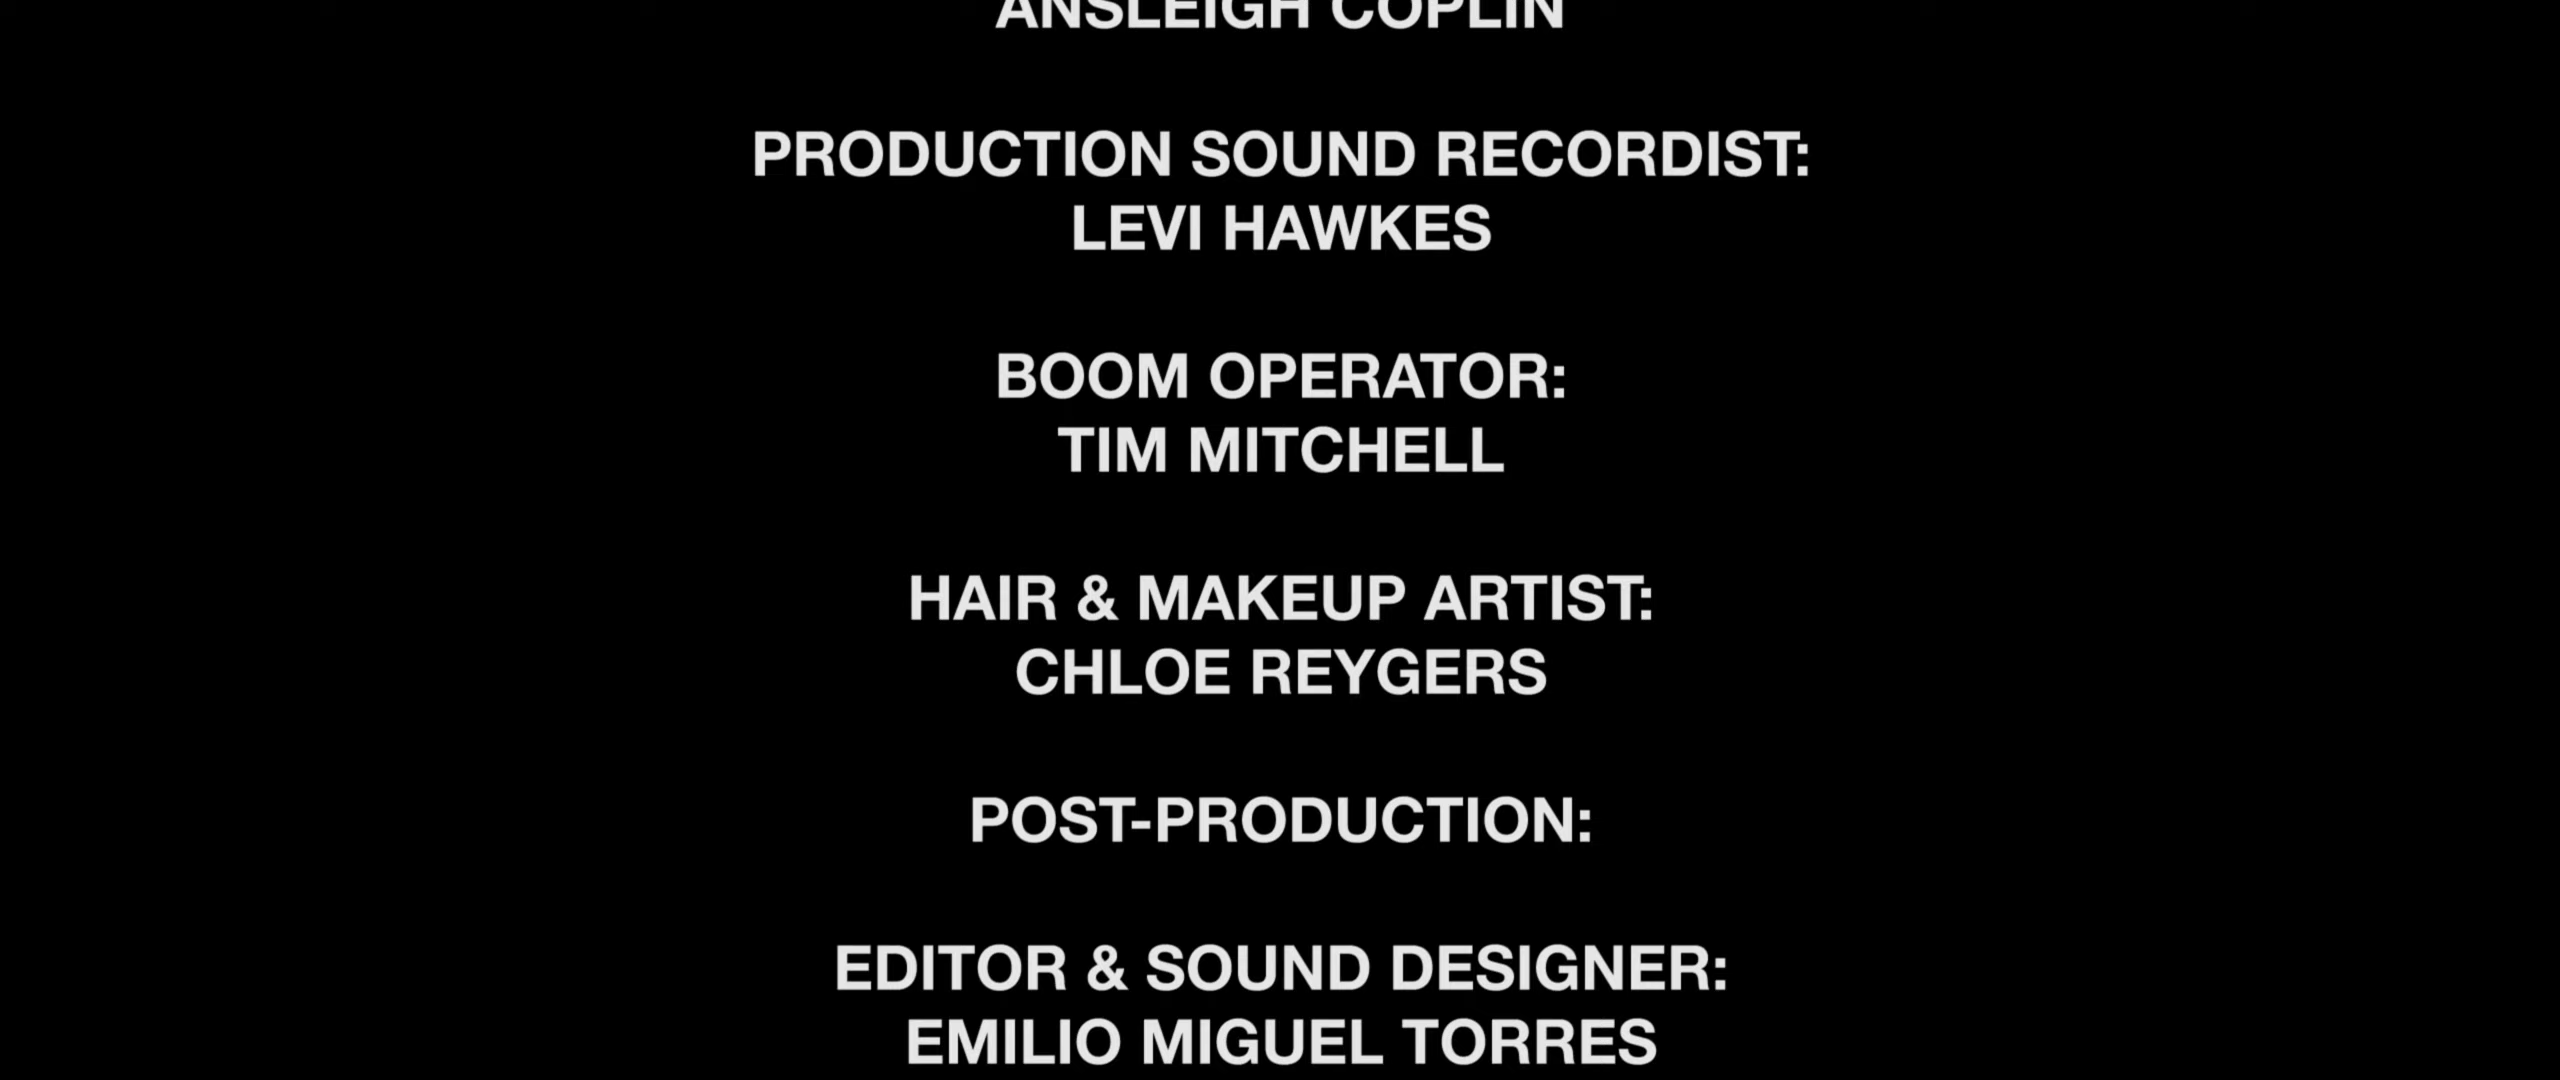 ANSLEIGH COPLIN
PRODUCTION SOUND RECORDIST:
LEVI HAWKES
BOOM OPERATOR:
TIM MITCHELL
HAIR & MAKEUP ARTIST:
CHLOE REYGERS
POST-PRODUCTION:
EDITOR & SOUND DESIGNER:
EMILIO MIGUEL TORRES